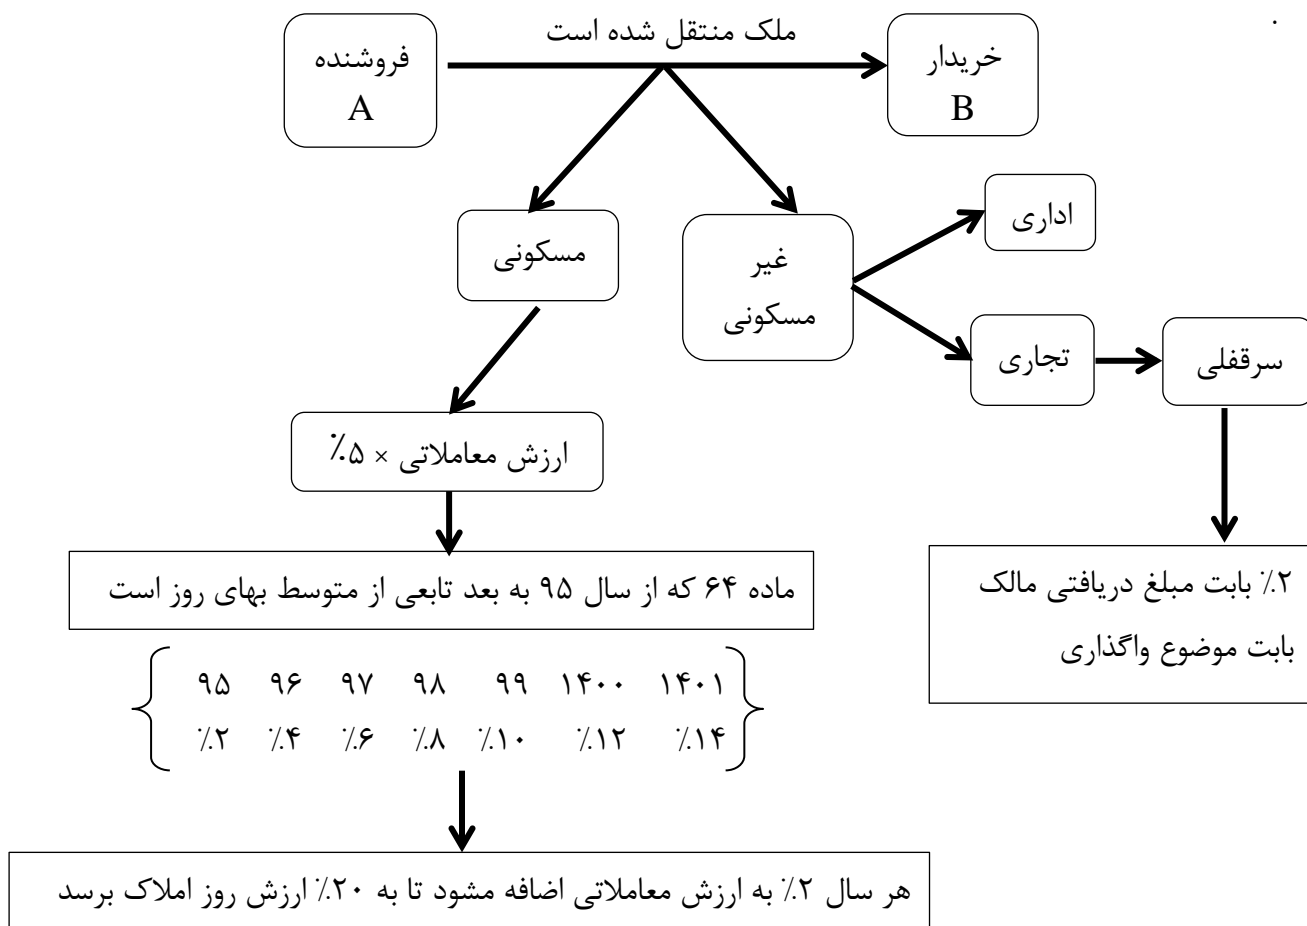 ملک منتقل شده است
فروشنده
A
خریدار
B
.
مسکونی
غیر
مسکونی
اداری
تجاری
سرقفلی
ارزش معاملاتی × ۵٪
ماده ۶۴ که از سال ۹۵ به بعد تابعی از متوسط بهای روز است
۹۵ ۹۶ ۹۷ ۹۸ ۹۹ ۱۴۰۰ ۱۴۰۱
٪۲ ٪۴ ٪۶ ٪۸ ٪۱۰ ٪۱۲ ٪۱۴
هر سال ۲٪ به ارزش معاملاتی اضافه مشود تا به ۲۰٪ ارزش روز املاک برسد
۲٪ بابت مبلغ دریافتی مالک
بابت موضوع واگذاری